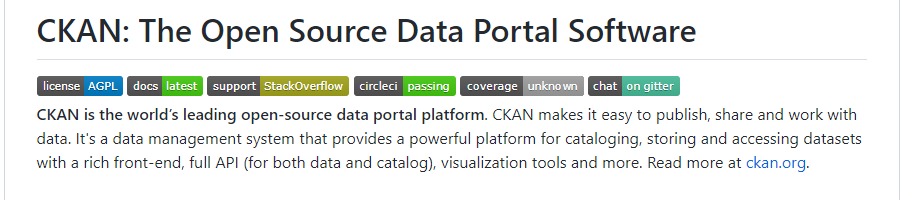 CKAN: The Open Source Data Portal Software
license AGPL docs latest support StackOverflow circleci passing coverage unknown chat on gitter
CKAN is the world’s leading open-source data portal platform. CKAN makes it easy to publish, share and work with
data. It's a data management system that provides a powerful platform for cataloging, storing and accessing datasets
with a rich front-end, full API (for both data and catalog), visualization tools and more. Read more at ckan.org.